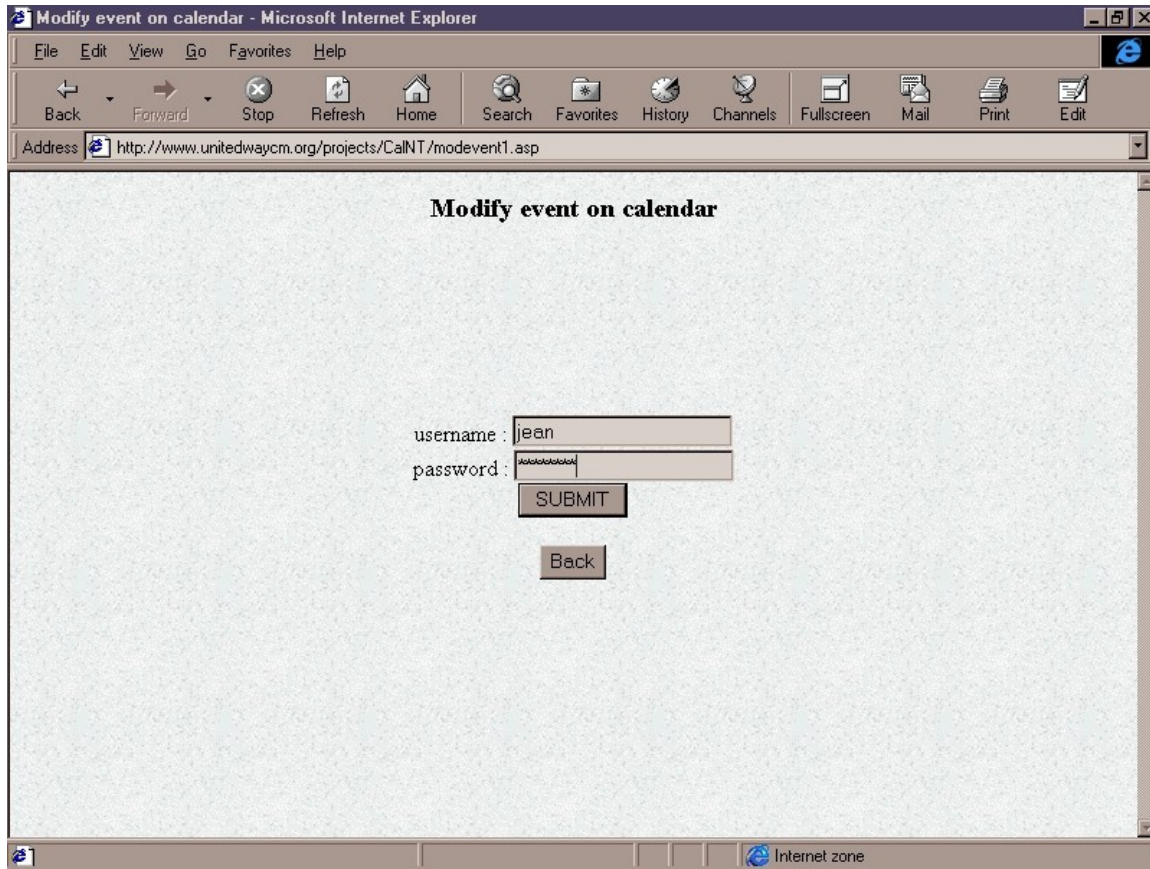 Modify event on calendar - Microsoft Internet Explorer
File Edit View Go Favorites Help
Back Forward Stop Refresh Home Search Favorites History Channels Fullscreen Mail Print Edit
Address http://www.unitedwaycm.org/projects/CalNT/modevent1.asp
Modify event on calendar
username : jean
password : *********
SUBMIT
Back
Internet zone